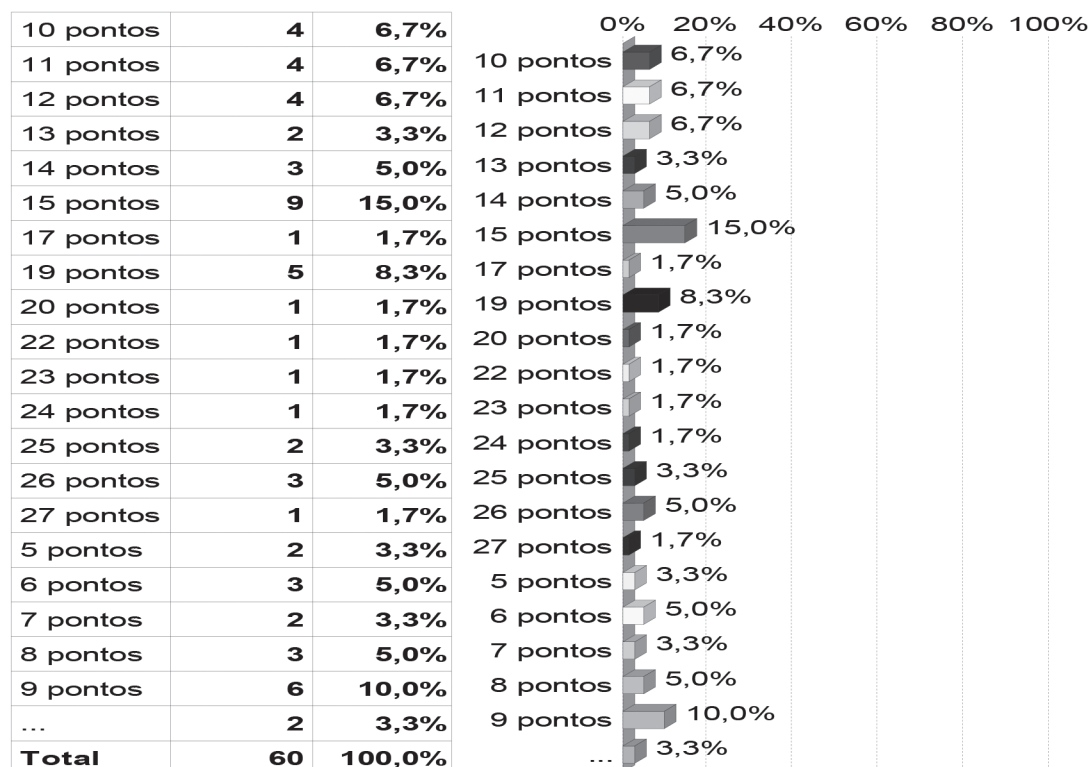 10 pontos 4 6,7%
11 pontos 4 6,7%
12 pontos 4 6,7%
13 pontos 2 3,3%
14 pontos 3 5,0%
15 pontos 9 15,0%
17 pontos 1 1,7%
19 pontos 5 8,3%
20 pontos 1 1,7%
22 pontos 1 1,7%
23 pontos 1 1,7%
24 pontos 1 1,7%
25 pontos 2 3,3%
26 pontos 3 5,0%
27 pontos 1 1,7%
5 pontos 2 3,3%
6 pontos 3 5,0%
7 pontos 2 3,3%
8 pontos 3 5,0%
9 pontos 6 10,0%
... 2 3,3%
Total 60 100,0%
0% 20% 40% 60% 80% 100%
10 pontos 6,7%
11 pontos 6,7%
12 pontos 6,7%
13 pontos 3,3%
14 pontos 5,0%
15 pontos 15,0%
17 pontos 1,7%
19 pontos 8,3%
20 pontos 1,7%
22 pontos 1,7%
23 pontos 1,7%
24 pontos 1,7%
25 pontos 3,3%
26 pontos 5,0%
27 pontos 1,7%
5 pontos 3,3%
6 pontos 5,0%
7 pontos 3,3%
8 pontos 5,0%
9 pontos 10,0%
... 3,3%